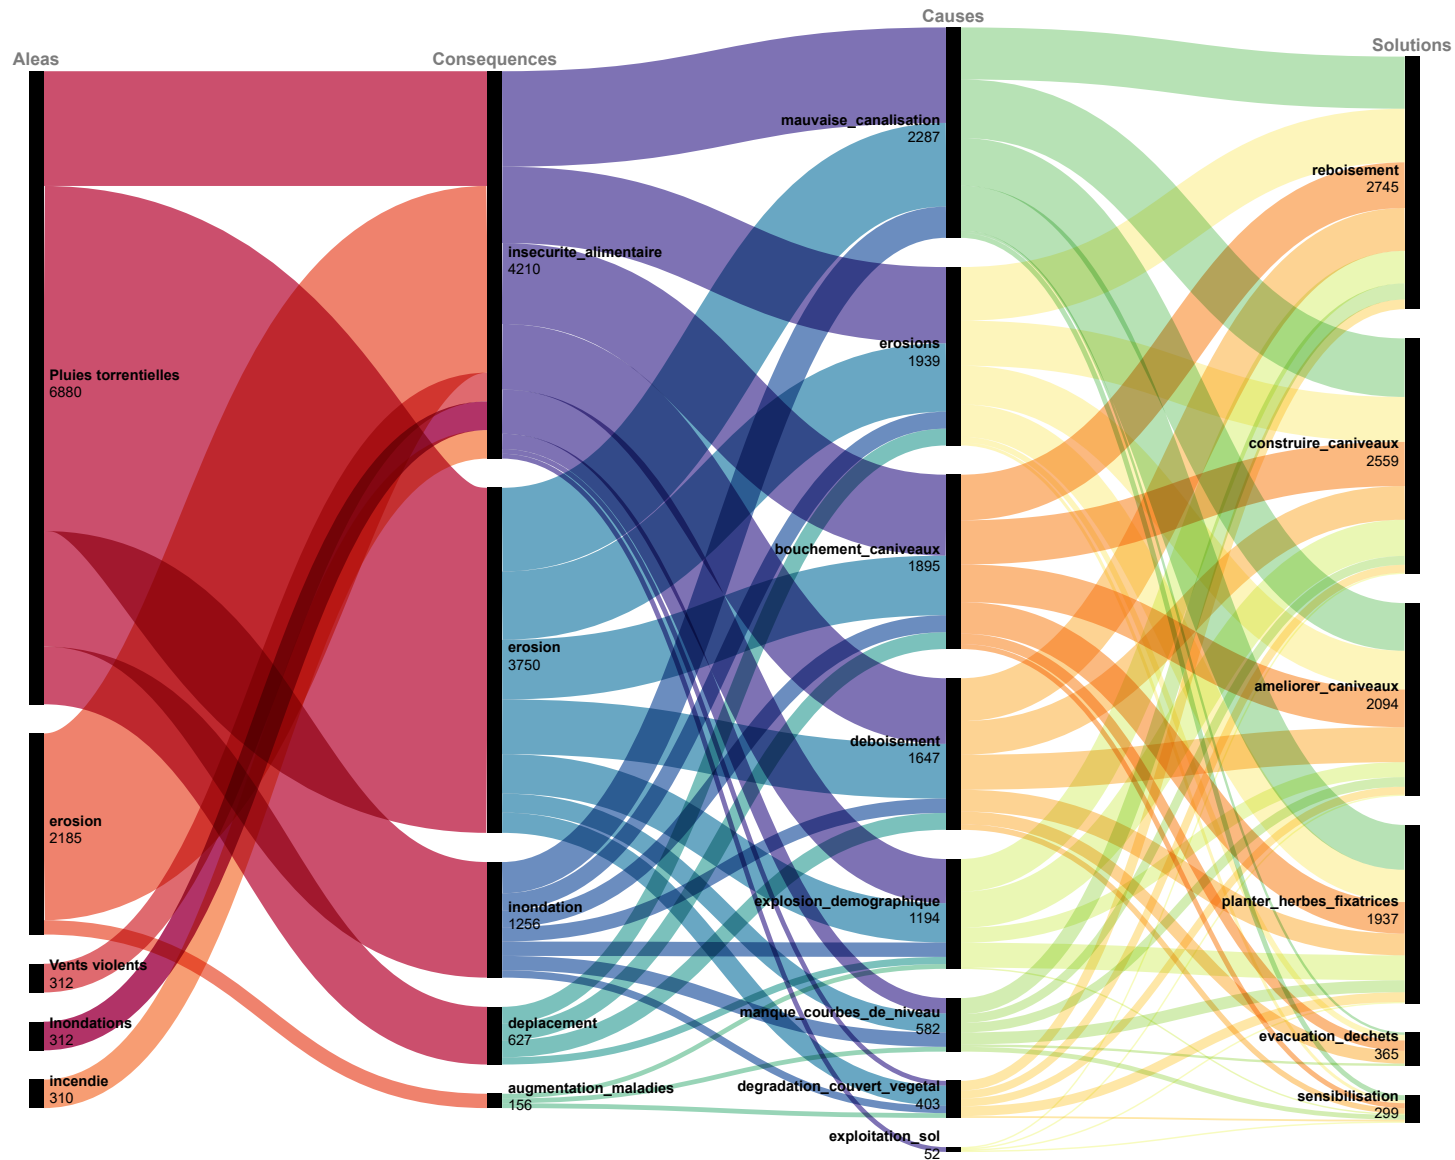 Aleas
Pluies torrentielles
6880
erosion
2185
Vents violents
312
Inondations
312
incendie
310
Consequences
insecurite_alimentaire
4210
erosion
3750
inondation
1256
deplacement
627
augmentation_maladies
156
Causes
mauvaise_canalisation
2287
erosions
1939
bouchement_caniveaux
1895
deboisement
1647
explosion_demographique
1194
manque_courbes_de_niveau
582
degradation_couvert_vegetal
403
exploitation_sol
52
Solutions
reboisement
2745
construire_caniveaux
2559
ameliorer_caniveaux
2094
planter_herbes_fixatrices
1937
evacuation_dechets
365
sensibilisation
299